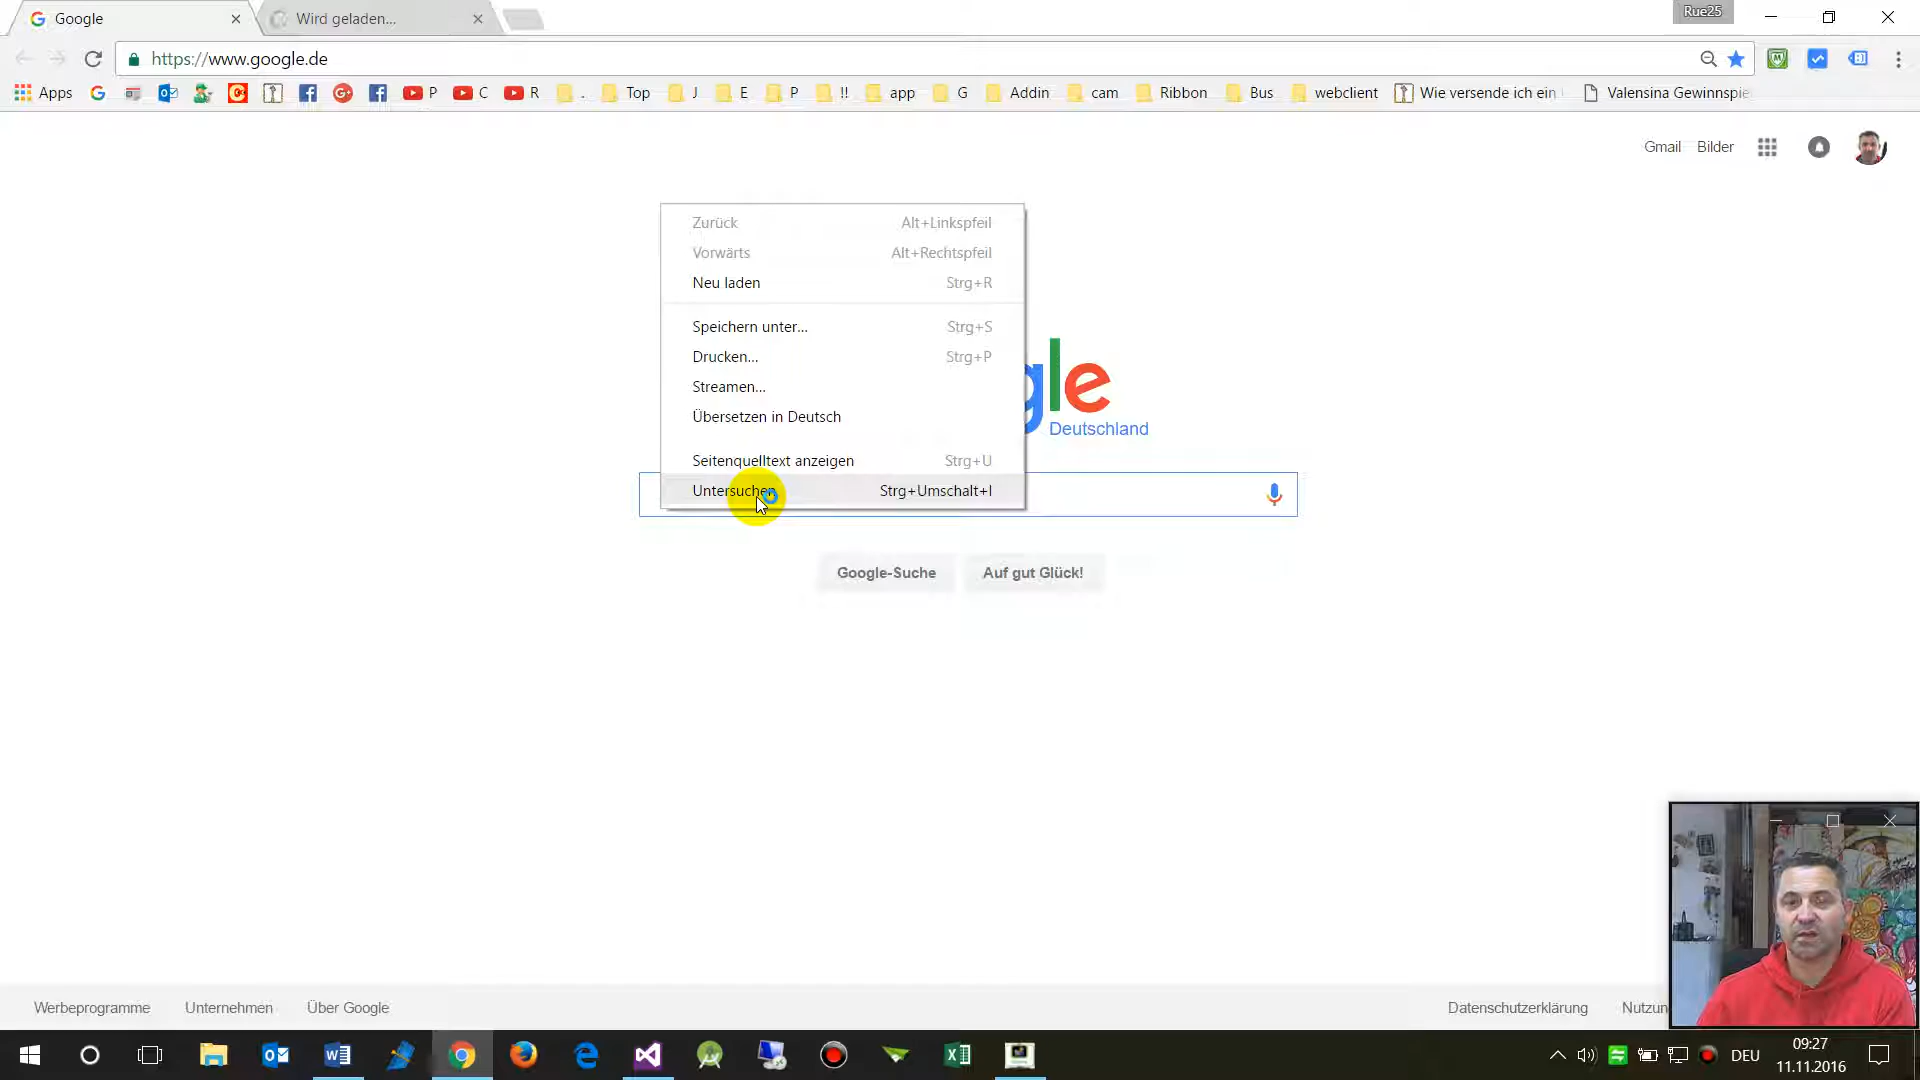 Google
Wird geladen...
Rue25
https://www.google.de
Apps
P
C
R
.
Top
J
E
P
!!
app
G
Addin
cam
Ribbon
Bus
webclient
Wie versende ich ein
Valensina Gewinnspie
Gmail
Bilder
Zurück Alt+Linkspfeil
Vorwärts Alt+Rechtspfeil
Neu laden Strg+R
Speichern unter... Strg+S
Drucken... Strg+P
Streamen...
Übersetzen in Deutsch
Seitenquelltext anzeigen Strg+U
Untersuchen Strg+Umschalt+I
gle
Deutschland
Google-Suche
Auf gut Glück!
Werbeprogramme
Unternehmen
Über Google
Datenschutzerklärung
Nutzun
DEU
09:27
11.11.2016